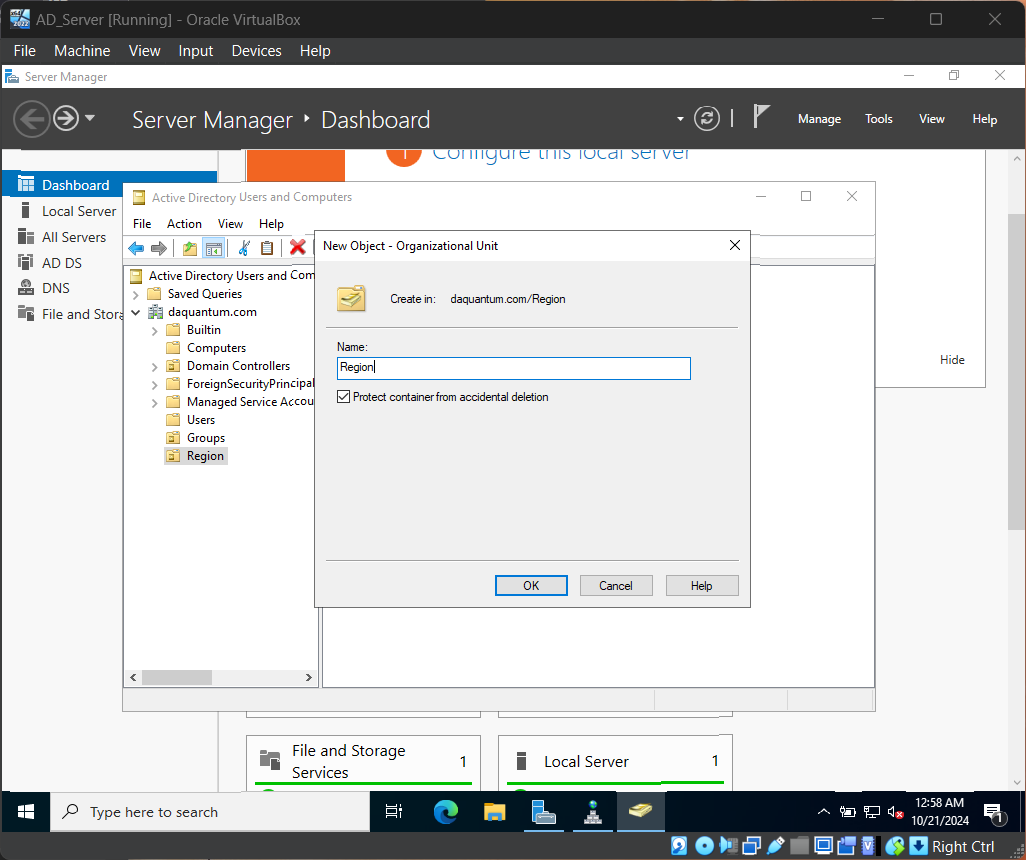 AD_Server [Running] - Oracle VirtualBox
File Machine View Input Devices Help
Server Manager
Server Manager ‣ Dashboard
Manage Tools View Help
1 Configure this local server
Dashboard
Local Server
All Servers
AD DS
DNS
File and Stora
Hide
Active Directory Users and Computers
File Action View Help
Active Directory Users and Com
Saved Queries
daquantum.com
Builtin
Computers
Domain Controllers
ForeignSecurityPrincipal
Managed Service Accou
Users
Groups
Region
New Object - Organizational Unit
Create in: daquantum.com/Region
Name:
Region
Protect container from accidental deletion
OK Cancel Help
File and Storage
Services
1
Local Server
1
Type here to search
12:58 AM
10/21/2024
1
Right Ctrl